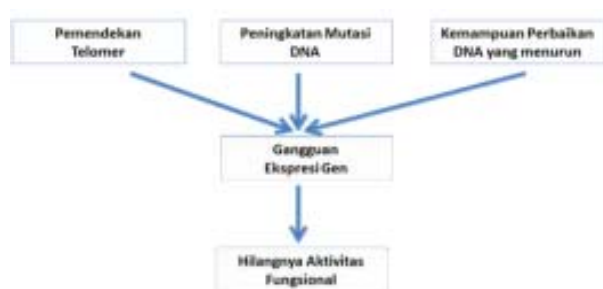 Pemendekan
Telomer
Peningkatan Mutasi
DNA
Kemampuan Perbaikan
DNA yang menurun
Gangguan
Ekspresi Gen
Hilangnya Aktivitas
Fungsional